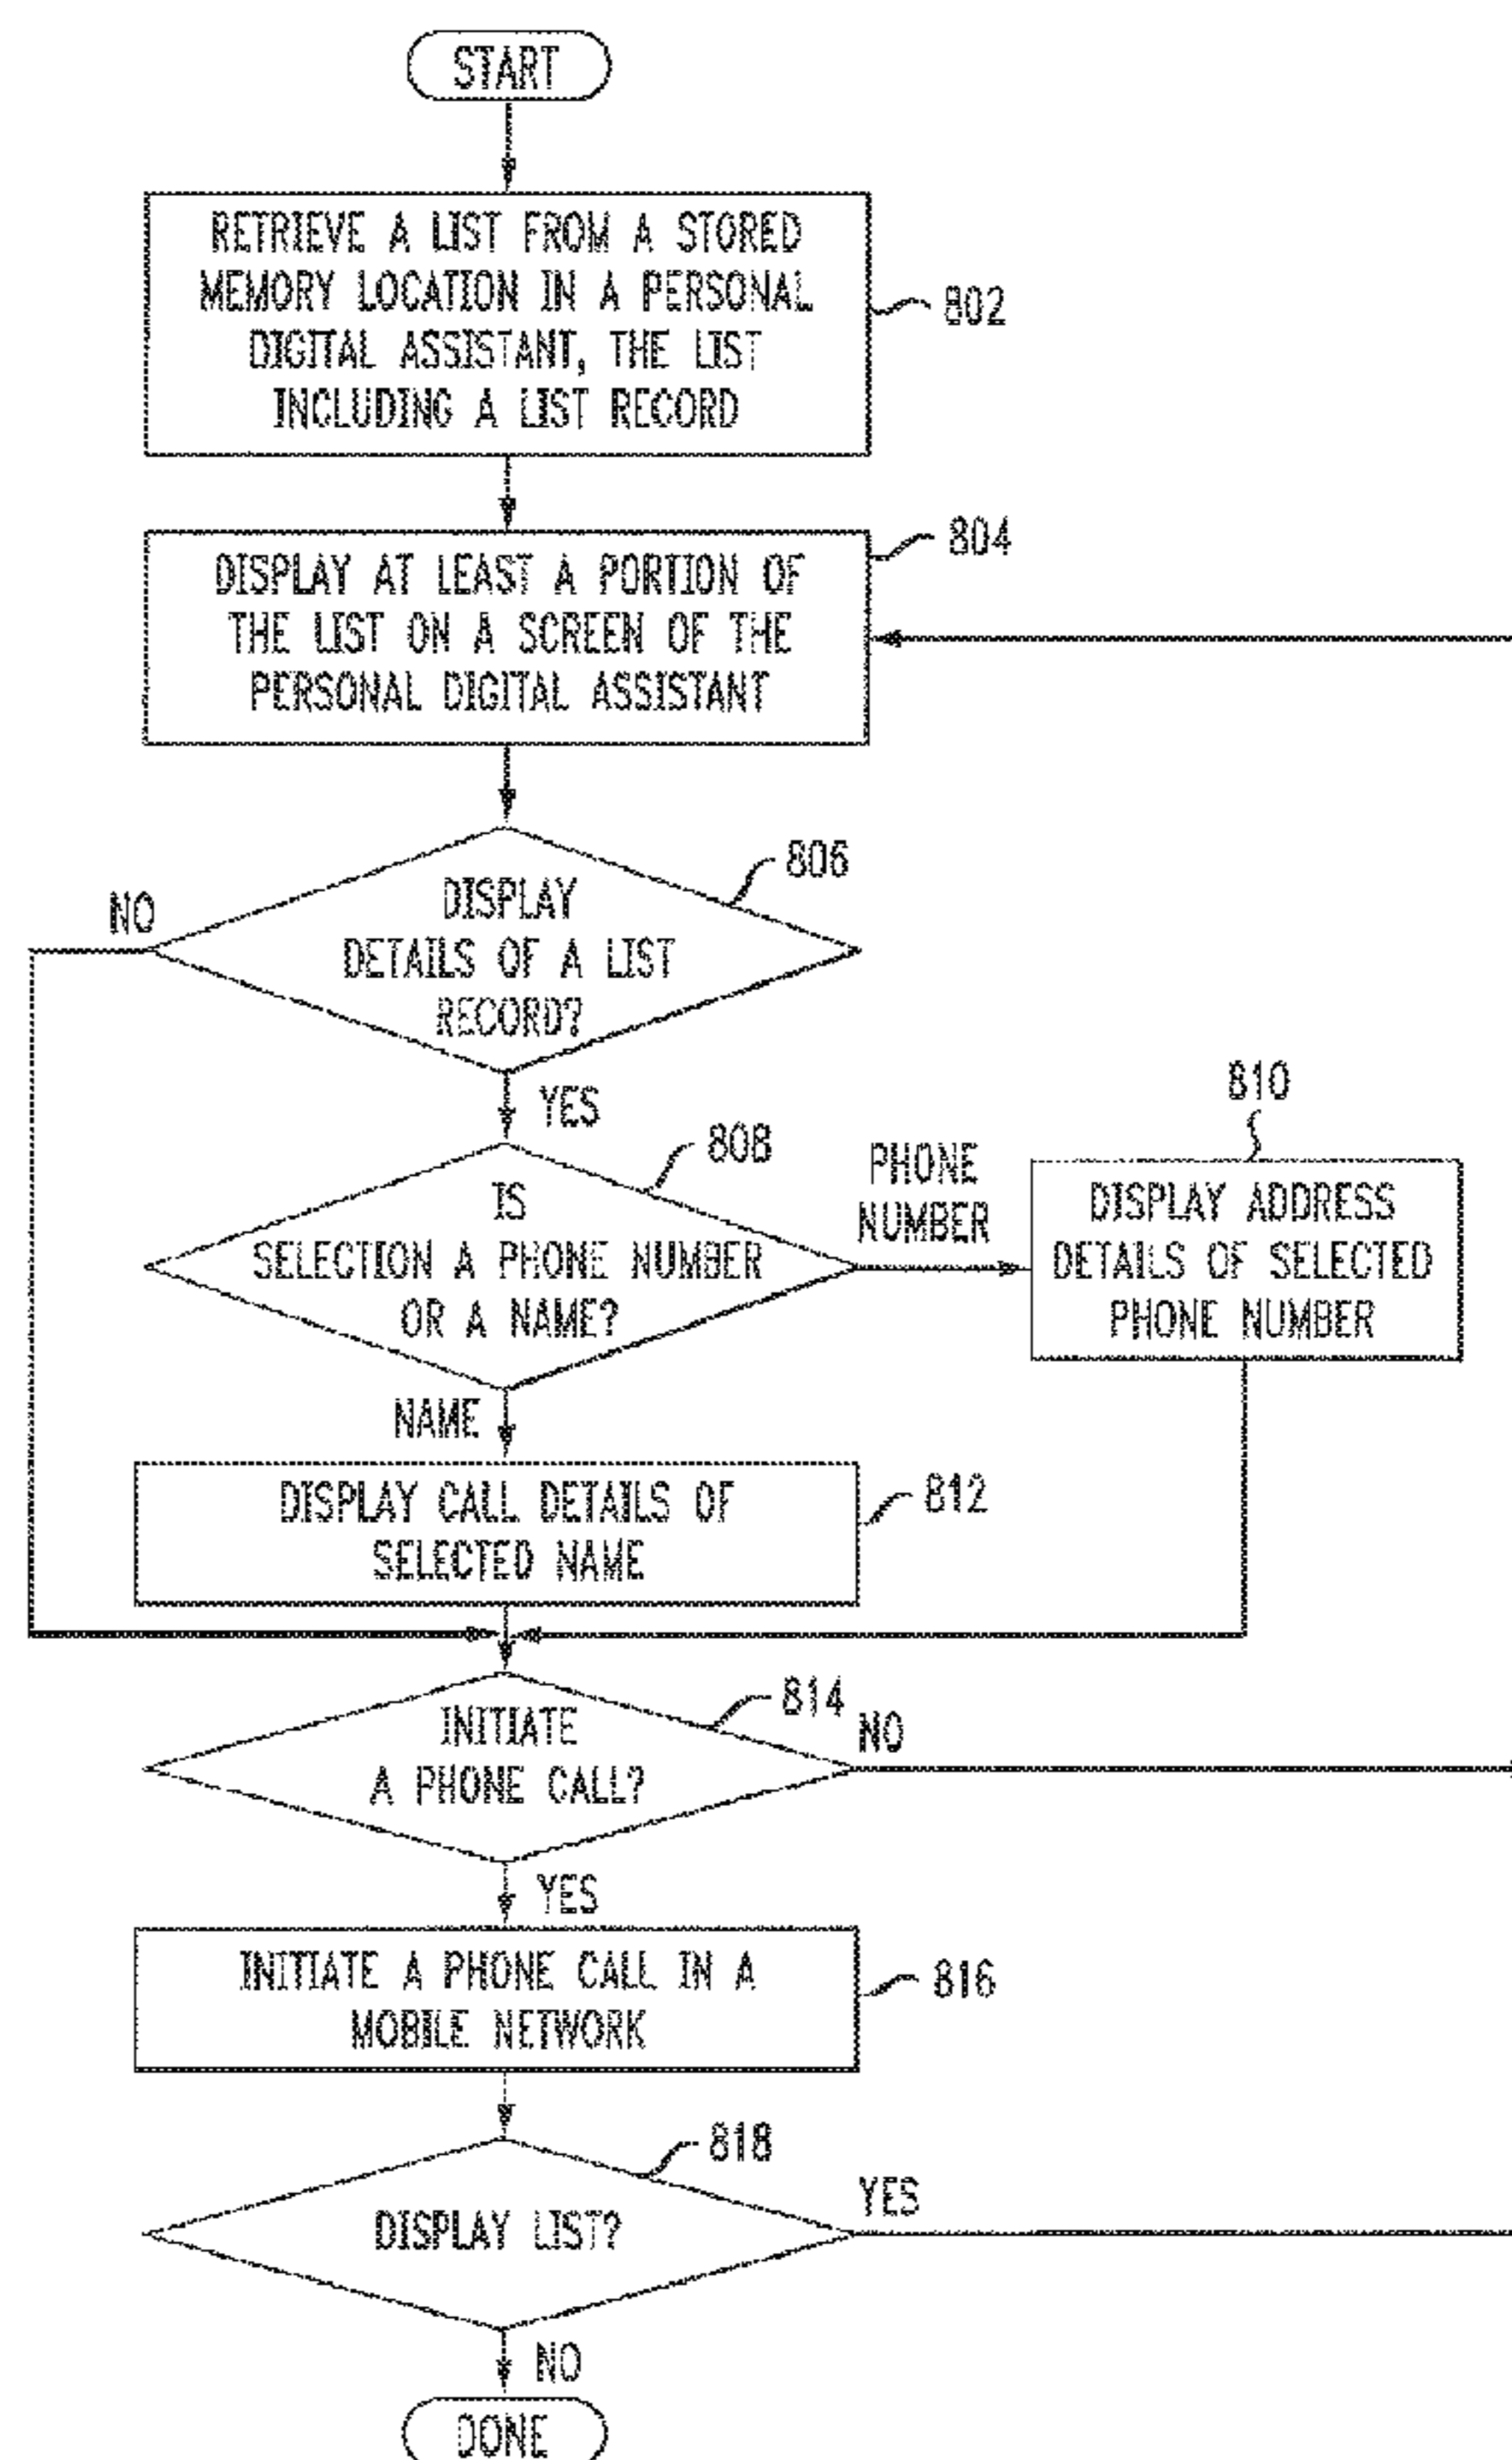 START
RETRIEVE A LIST FROM A STORED
MEMORY LOCATION IN A PERSONAL
DIGITAL ASSISTANT, THE LIST
INCLUDING A LIST RECORD
802
DISPLAY AT LEAST A PORTION OF
THE LIST ON A SCREEN OF THE
PERSONAL DIGITAL ASSISTANT
804
DISPLAY
DETAILS OF A LIST
RECORD?
806
NO
YES
IS
SELECTION A PHONE NUMBER
OR A NAME?
808
PHONE
NUMBER
810
DISPLAY ADDRESS
DETAILS OF SELECTED
PHONE NUMBER
NAME
DISPLAY CALL DETAILS OF
SELECTED NAME
812
INITIATE
A PHONE CALL?
814
NO
YES
INITIATE A PHONE CALL IN A
MOBILE NETWORK
816
DISPLAY LIST?
818
YES
NO
DONE